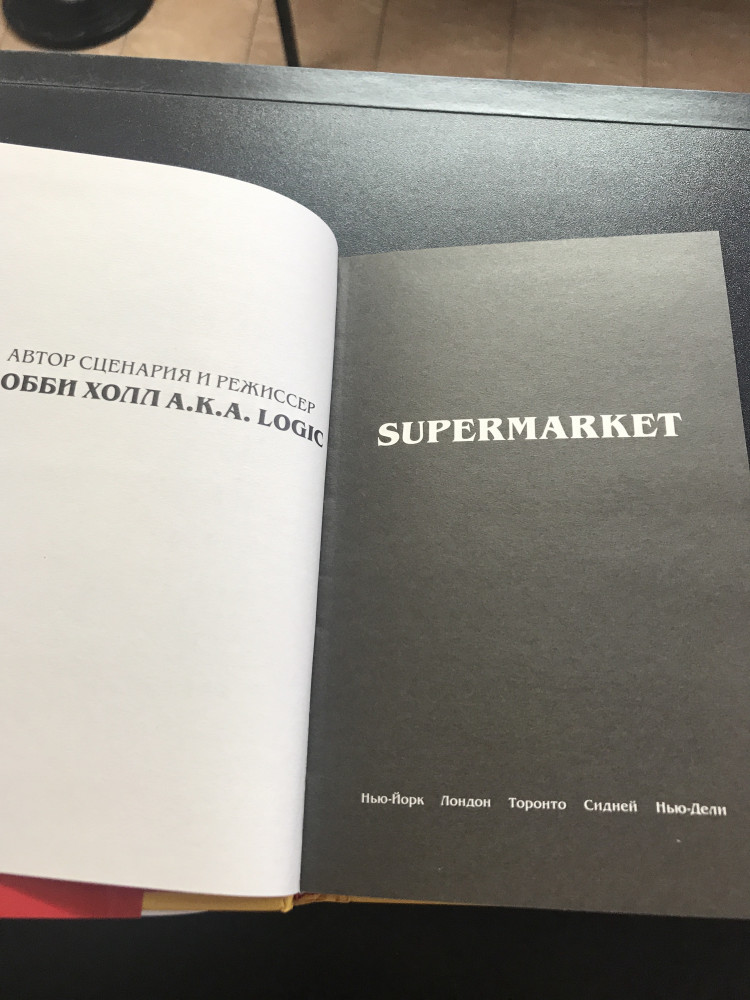 АВТОР СЦЕНАРИЯ И РЕЖИССЕР
ОББИ ХОЛЛ A.K.A. LOGIC
SUPERMARKET
Нью-Йорк Лондон Торонто Сидней Нью-Дели